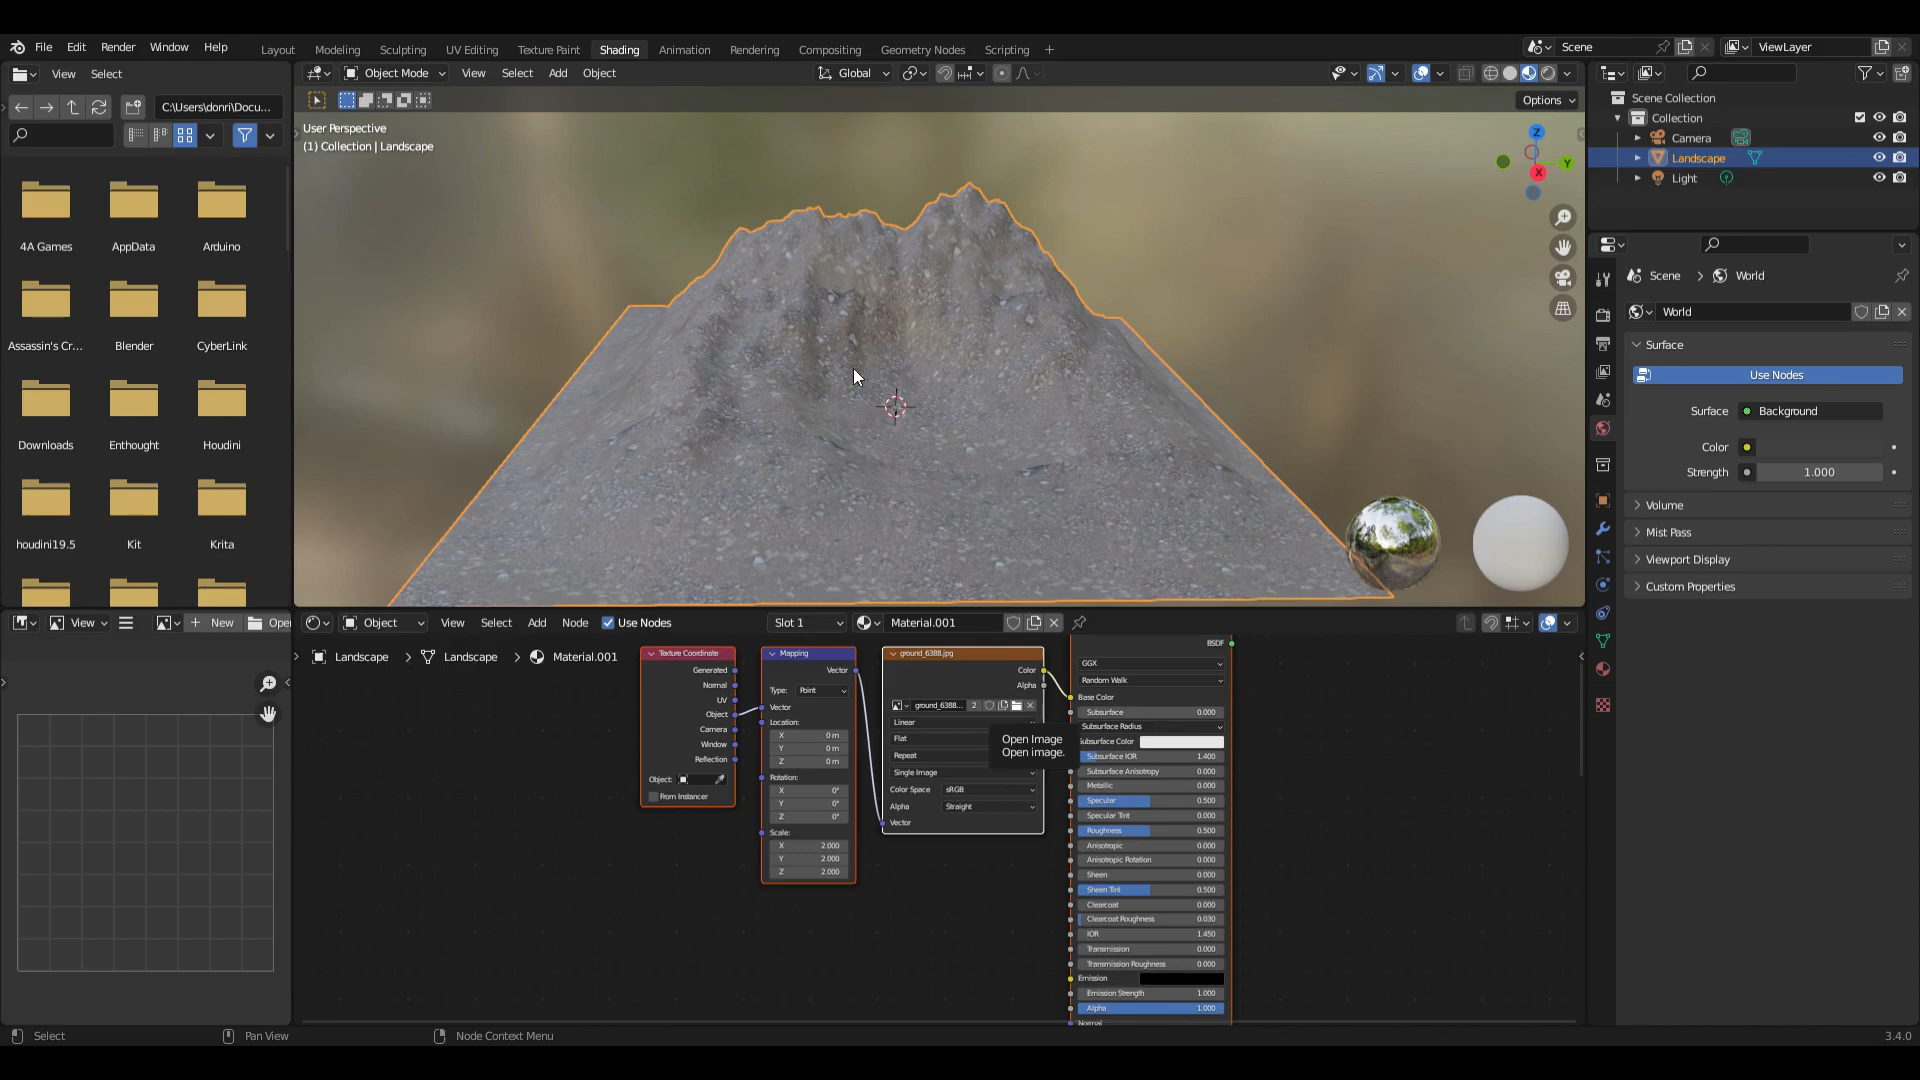 File Edit Render Window Help
Layout Modeling Sculpting UV Editing Texture Paint Shading Animation Rendering Compositing Geometry Nodes Scripting
Scene
ViewLayer
View Select
Object Mode View Select Add Object
Global
C:\Users\donri\Docu...
Options
User Perspective
(1) Collection | Landscape
Z
Y
X
4A Games AppData Arduino
Assassin's Cr... Blender CyberLink
Downloads Enthought Houdini
houdini19.5 Kit Krita
Scene Collection
Collection
Camera
Landscape
Light
Scene > World
World
Surface
Use Nodes
Surface Background
Color
Strength 1.000
Volume
Mist Pass
Viewport Display
Custom Properties
View
New
Open
Object View Select Add Node Use Nodes
Slot 1
Material.001
Landscape > Landscape > Material.001
Texture Coordinate
Generated
Normal
UV
Object
Camera
Window
Reflection
Object:
From Instancer
Mapping
Vector
Type: Point
Vector
Location:
X 0 m
Y 0 m
Z 0 m
Rotation:
X 0°
Y 0°
Z 0°
Scale:
X 2.000
Y 2.000
Z 2.000
ground_6388.jpg
Color
Alpha
ground_6388... 2
Linear
Flat
Repeat
Single Image
Color Space sRGB
Alpha Straight
Vector
Open Image
Open image.
BSDF
GGX
Random Walk
Base Color
Subsurface 0.000
Subsurface Radius
Subsurface Color
Subsurface IOR 1.400
Subsurface Anisotropy 0.000
Metallic 0.000
Specular 0.500
Specular Tint 0.000
Roughness 0.500
Anisotropic 0.000
Anisotropic Rotation 0.000
Sheen 0.000
Sheen Tint 0.500
Clearcoat 0.000
Clearcoat Roughness 0.030
IOR 1.450
Transmission 0.000
Transmission Roughness 0.000
Emission
Emission Strength 1.000
Alpha 1.000
Normal
Select
Pan View
Node Context Menu
3.4.0